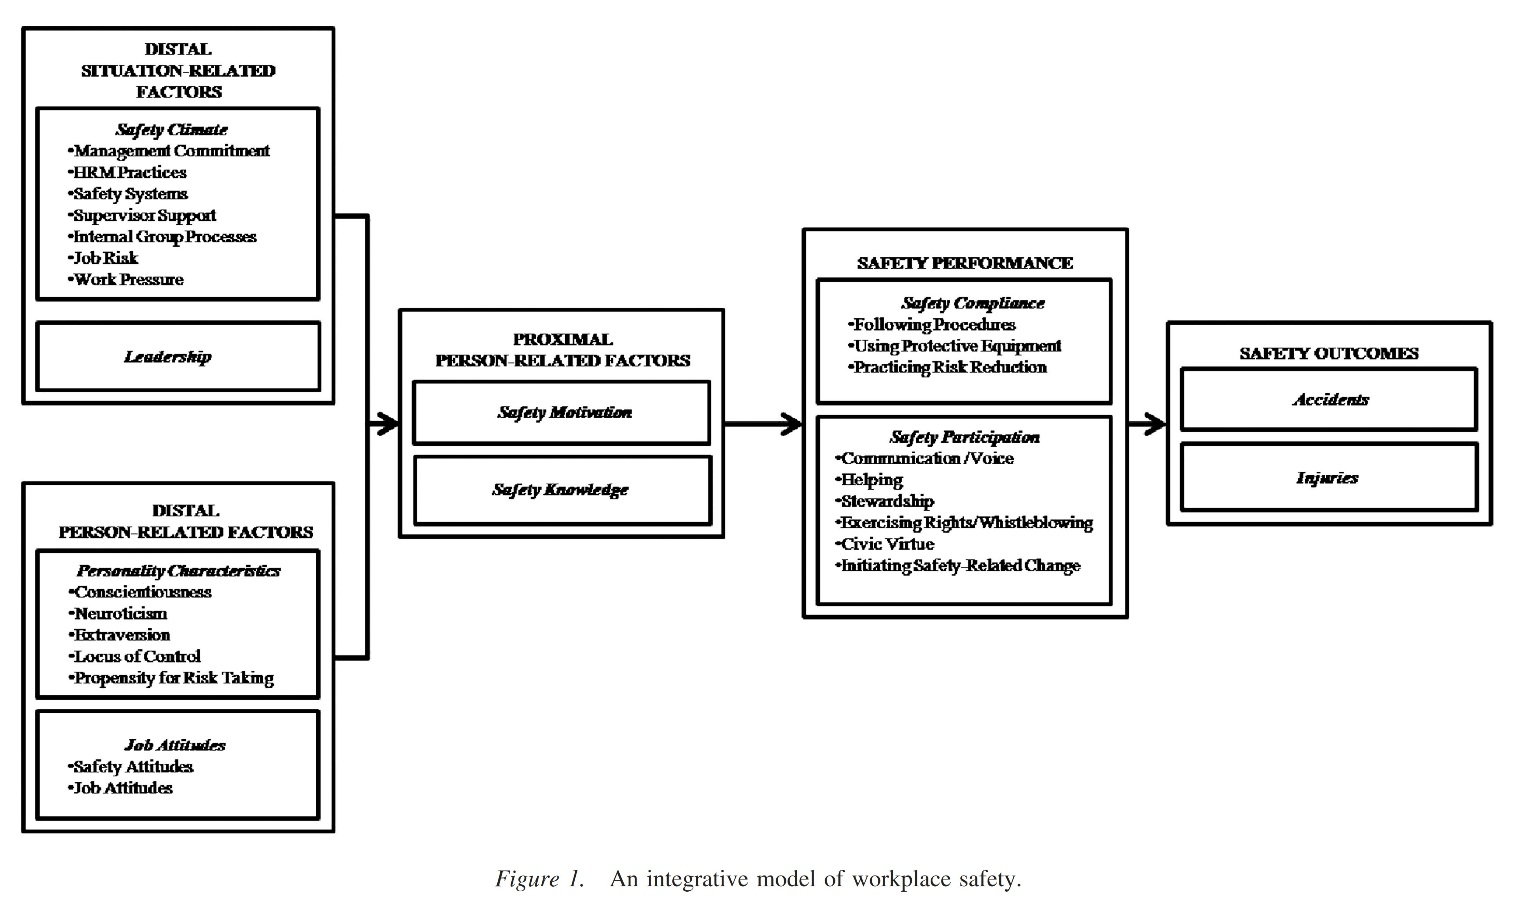 DISTAL
SITUATION-RELATED
FACTORS
Safety Climate
•Management Commitment
•HRM Practices
•Safety Systems
•Supervisor Support
•Internal Group Processes
•Job Risk
•Work Pressure
Leadership
DISTAL
PERSON-RELATED FACTORS
Personality Characteristics
•Conscientiousness
•Neuroticism
•Extraversion
•Locus of Control
•Propensity for Risk Taking
Job Attitudes
•Safety Attitudes
•Job Attitudes
PROXIMAL
PERSON-RELATED FACTORS
Safety Motivation
Safety Knowledge
SAFETY PERFORMANCE
Safety Compliance
•Following Procedures
•Using Protective Equipment
•Practicing Risk Reduction
Safety Participation
•Communication /Voice
•Helping
•Stewardship
•Exercising Rights/Whistleblowing
•Civic Virtue
•Initiating Safety-Related Change
SAFETY OUTCOMES
Accidents
Injuries
Figure 1. An integrative model of workplace safety.